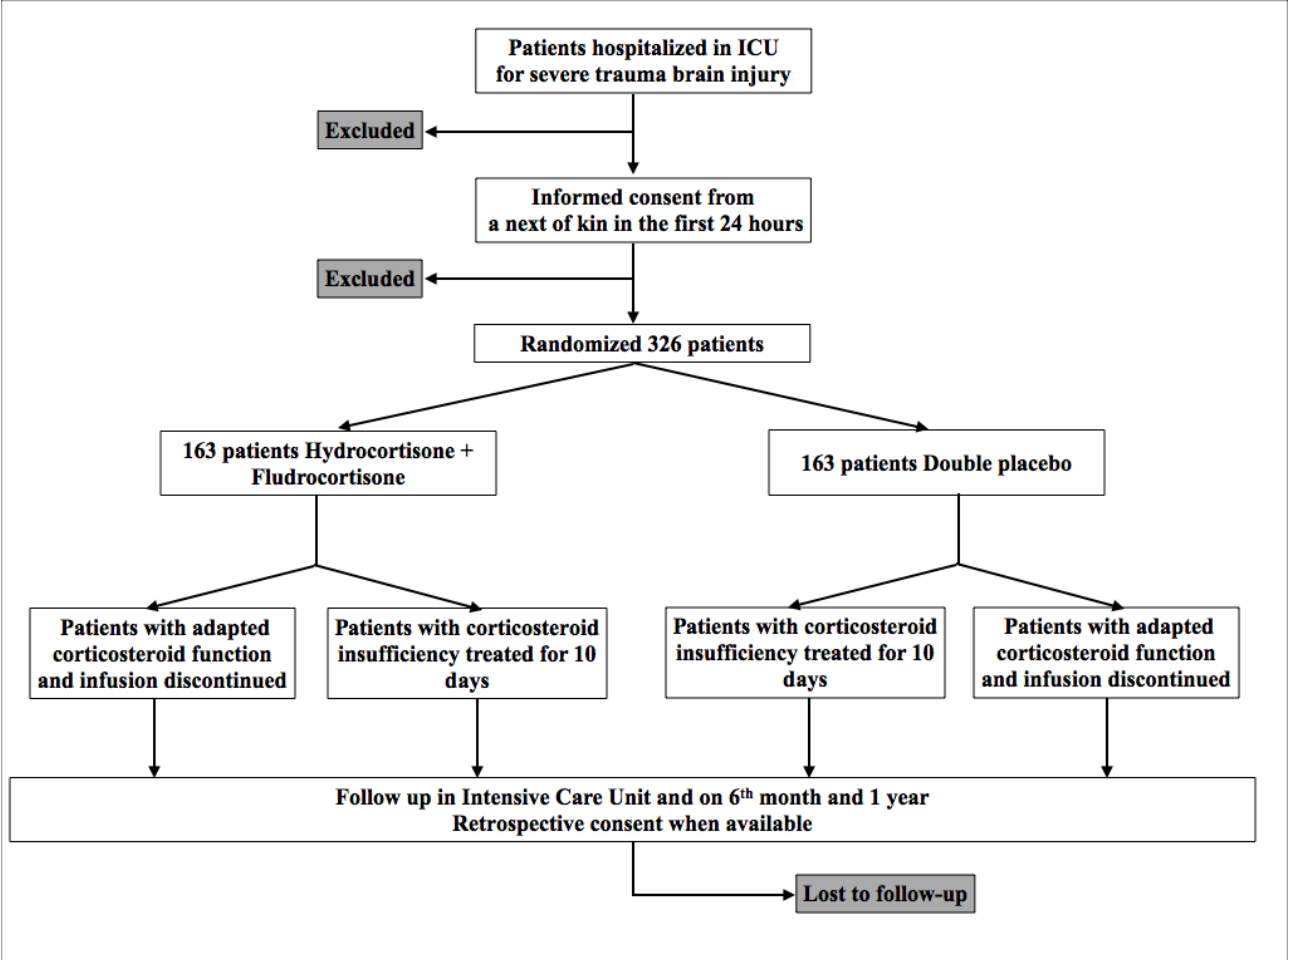 Patients hospitalized in ICU
for severe trauma brain injury
Excluded
Informed consent from
a next of kin in the first 24 hours
Excluded
Randomized 326 patients
163 patients Hydrocortisone +
Fludrocortisone
163 patients Double placebo
Patients with adapted
corticosteroid function
and infusion discontinued
Patients with corticosteroid
insufficiency treated for 10
days
Patients with corticosteroid
insufficiency treated for 10
days
Patients with adapted
corticosteroid function
and infusion discontinued
Follow up in Intensive Care Unit and on 6th month and 1 year
Retrospective consent when available
Lost to follow-up